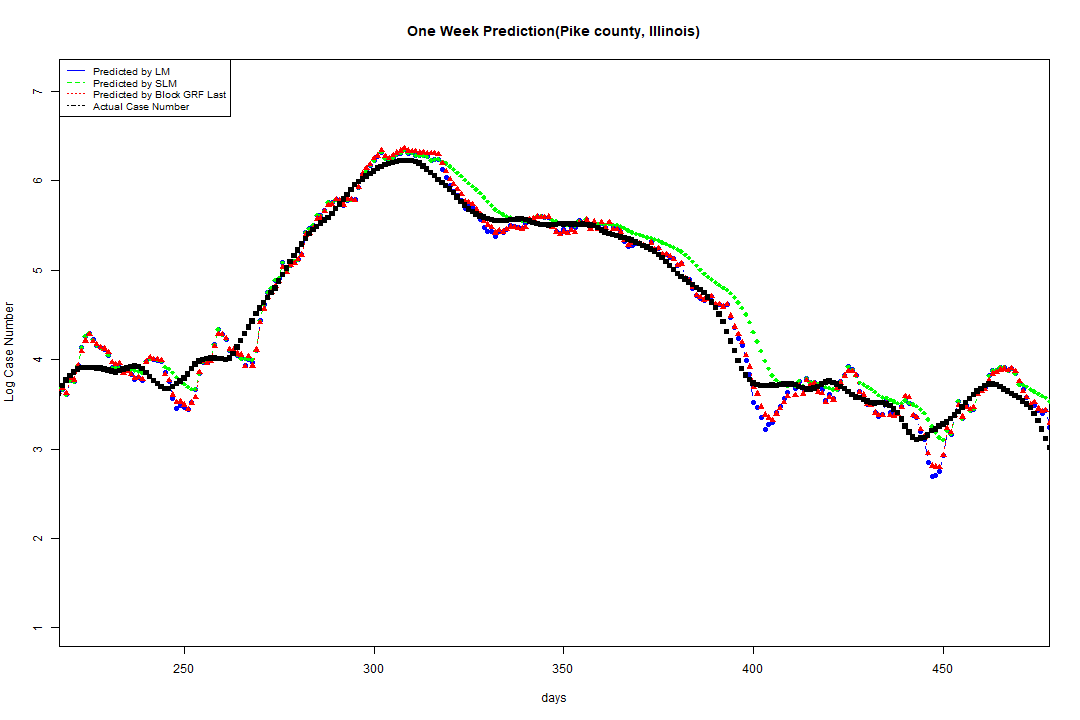 One Week Prediction(Pike county, Illinois)
Predicted by LM
Predicted by SLM
Predicted by Block GRF Last
Actual Case Number
7
6
5
4
3
2
1
Log Case Number
250 300 350 400 450
days